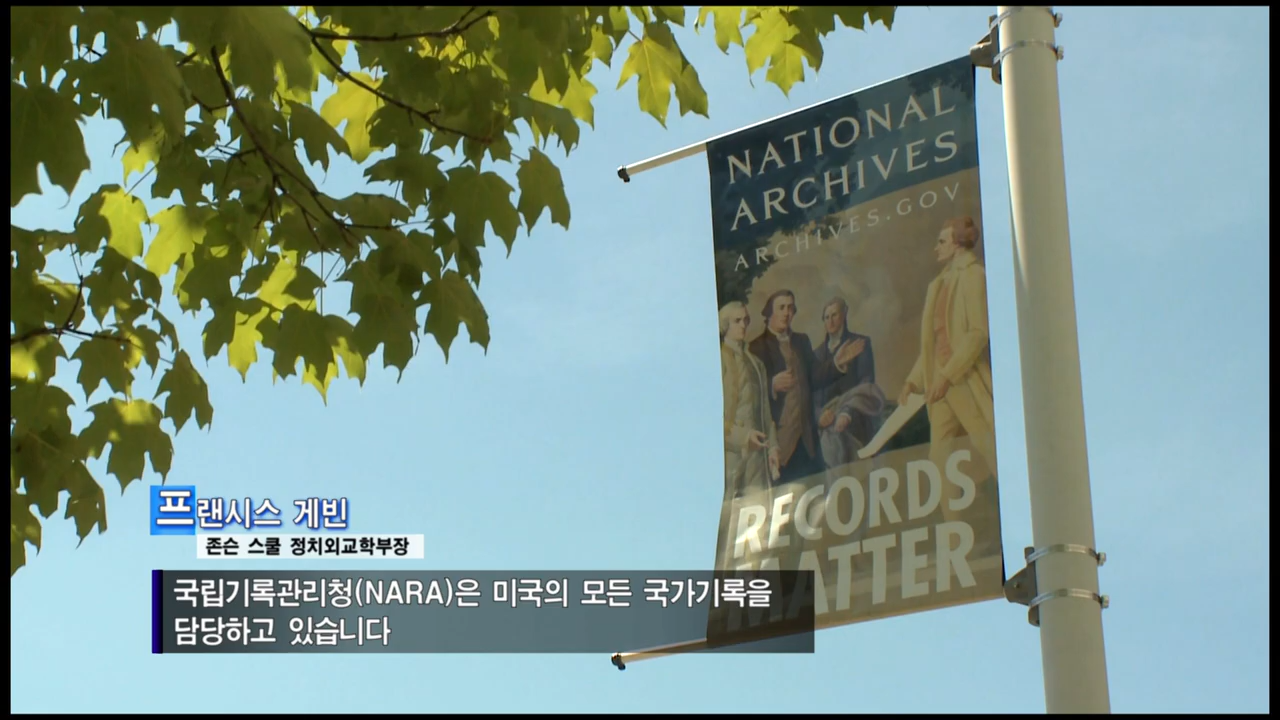 NATIONAL
ARCHIVES
ARCHIVES.GOV
RECORDS
MATTER
프랜시스 게빈
존슨 스쿨 정치외교학부장
국립기록관리청(NARA)은 미국의 모든 국가기록을
담당하고 있습니다